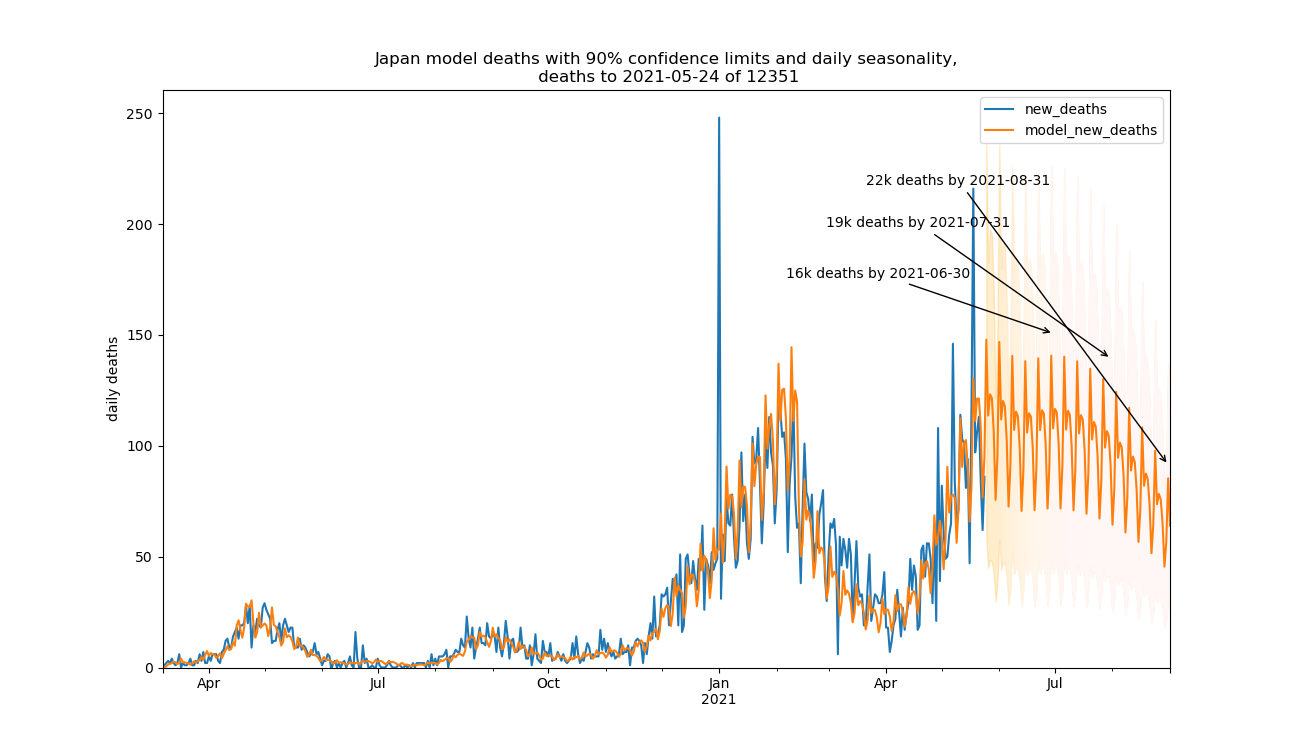 Japan model deaths with 90% confidence limits and daily seasonality,
deaths to 2021-05-24 of 12351
new_deaths
model_new_deaths
22k deaths by 2021-08-31
19k deaths by 2021-07-31
16k deaths by 2021-06-30
daily deaths
250
200
150
100
50
0
Apr
Jul
Oct
Jan
2021
Apr
Jul